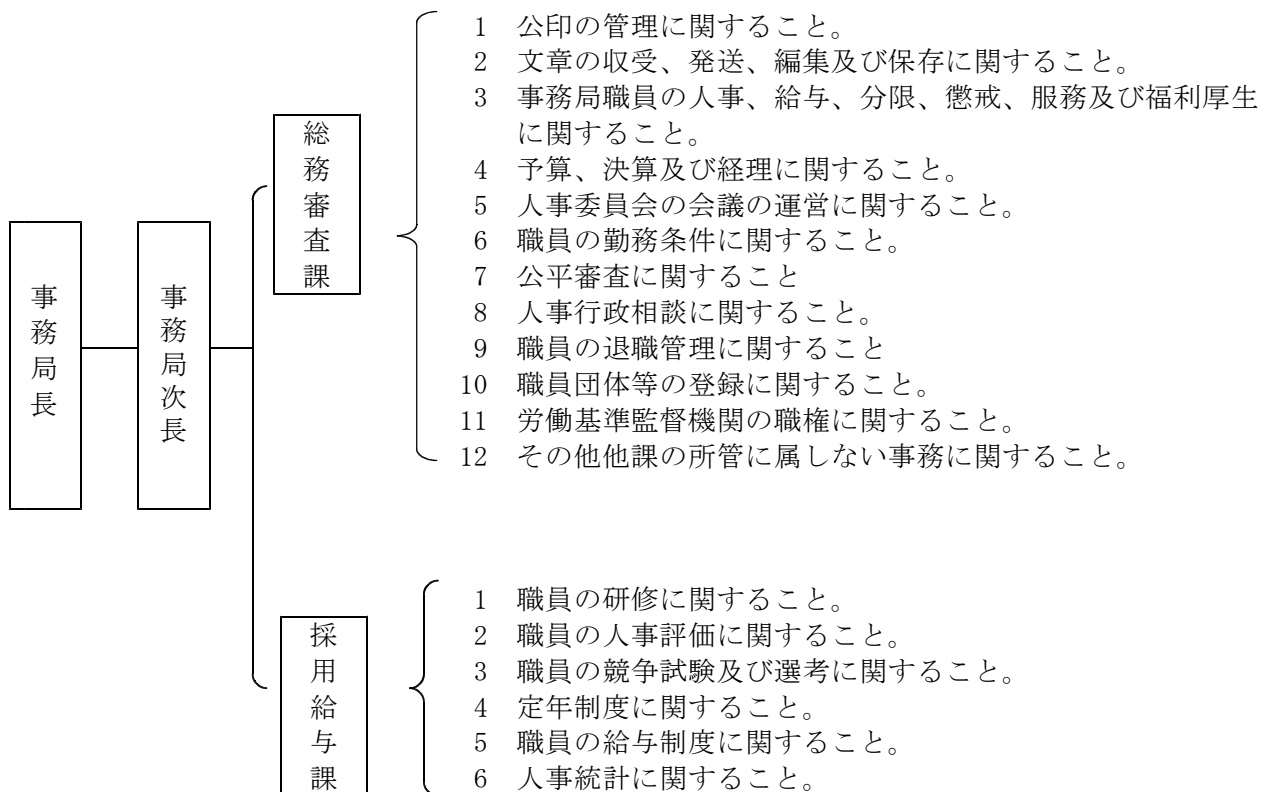 事務局長
事務局次長
総務審査課
1 公印の管理に関すること。
2 文章の収受、発送、編集及び保存に関すること。
3 事務局職員の人事、給与、分限、懲戒、服務及び福利厚生
に関すること。
4 予算、決算及び経理に関すること。
5 人事委員会の会議の運営に関すること。
6 職員の勤務条件に関すること。
7 公平審査に関すること
8 人事行政相談に関すること。
9 職員の退職管理に関すること
10 職員団体等の登録に関すること。
11 労働基準監督機関の職権に関すること。
12 その他他課の所管に属しない事務に関すること。
採用給与課
1 職員の研修に関すること。
2 職員の人事評価に関すること。
3 職員の競争試験及び選考に関すること。
4 定年制度に関すること。
5 職員の給与制度に関すること。
6 人事統計に関すること。